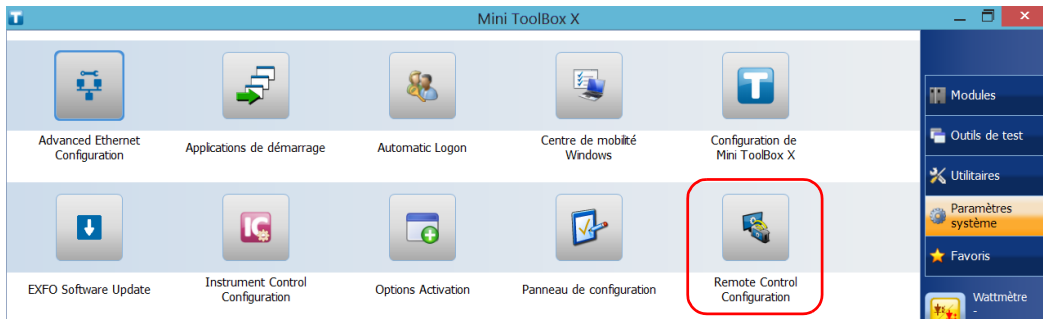 Mini ToolBox X
Advanced Ethernet
Configuration
Applications de démarrage
Automatic Logon
Centre de mobilité
Windows
Configuration de
Mini ToolBox X
EXFO Software Update
Instrument Control
Configuration
Options Activation
Panneau de configuration
Remote Control
Configuration
Modules
Outils de test
Utilitaires
Paramètres
système
Favoris
Wattmètre
-